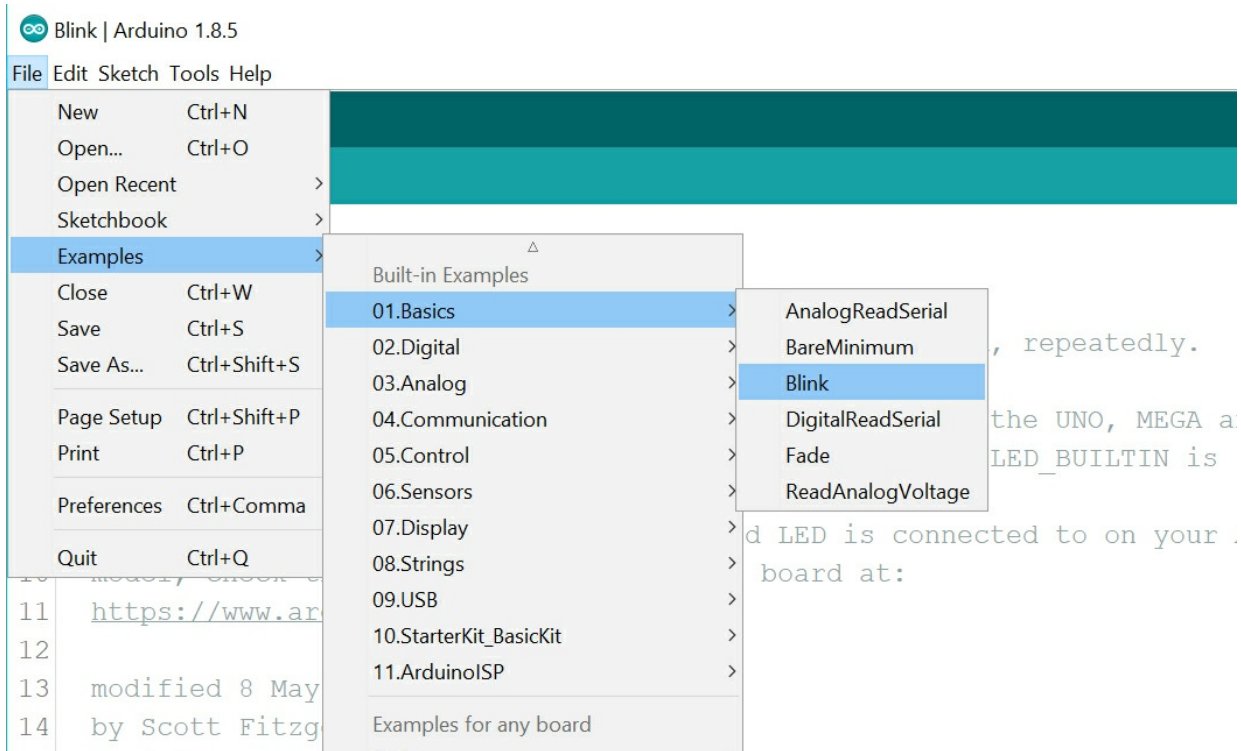 Blink | Arduino 1.8.5
File Edit Sketch Tools Help
New Ctrl+N
Open... Ctrl+O
Open Recent
Sketchbook
Examples
Close Ctrl+W
Save Ctrl+S
Save As... Ctrl+Shift+S
Page Setup Ctrl+Shift+P
Print Ctrl+P
Preferences Ctrl+Comma
Quit Ctrl+Q
Built-in Examples
01.Basics
02.Digital
03.Analog
04.Communication
05.Control
06.Sensors
07.Display
08.Strings
09.USB
10.StarterKit_BasicKit
11.ArduinoISP
Examples for any board
AnalogReadSerial
BareMinimum
Blink
DigitalReadSerial
Fade
ReadAnalogVoltage
, repeatedly.
the UNO, MEGA a
LED_BUILTIN is
d LED is connected to on your
board at:
11 https://www.ar
12
13 modified 8 May
14 by Scott Fitzg